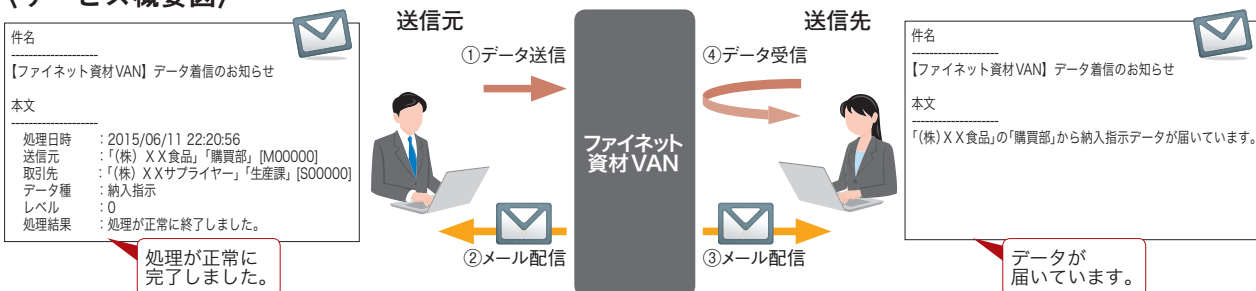 件名
【ファイネット資材VAN】データ着信のお知らせ
本文
処理日時 :2015/06/11 22:20:56
送信元 :「(株) XX食品」「購買部」[M00000]
取引先 :「(株) XXサプライヤー」「生産課」[S00000]
データ種 :納入指示
レベル :0
処理結果 :処理が正常に終了しました。
処理が正常に
完了しました。
送信元
①データ送信
②メール配信
ファイネット
資材VAN
送信先
④データ受信
③メール配信
件名
【ファイネット資材VAN】データ着信のお知らせ
本文
「(株)XX食品」の「購買部」から納入指示データが届いています。
データが
届いています。